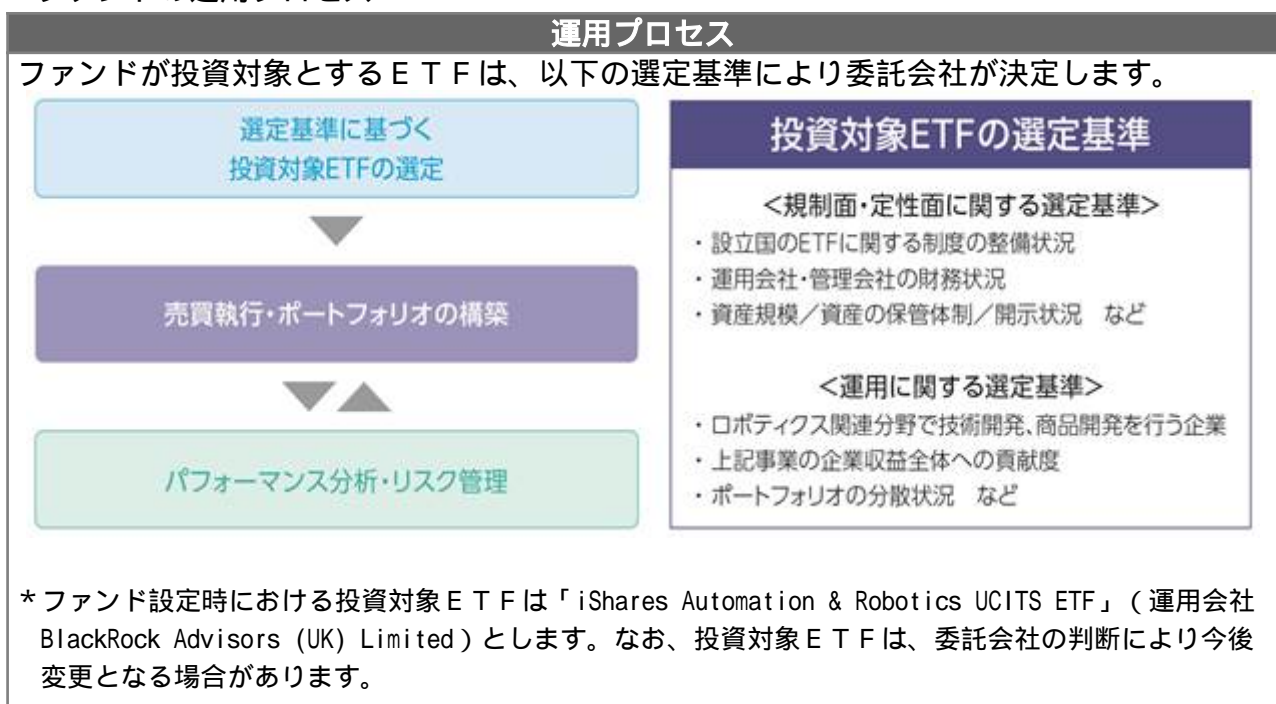 運用プロセス
ファンドが投資対象とするＥＴＦは、以下の選定基準により委託会社が決定します。
選定基準に基づく
投資対象ETFの選定
売買執行・ポートフォリオの構築
パフォーマンス分析・リスク管理
投資対象ETFの選定基準
＜規制面・定性面に関する選定基準＞
・設立国のETFに関する制度の整備状況
・運用会社・管理会社の財務状況
・資産規模／資産の保管体制／開示状況　など
＜運用に関する選定基準＞
・ロボティクス関連分野で技術開発、商品開発を行う企業
・上記事業の企業収益全体への貢献度
・ポートフォリオの分散状況　など
＊ファンド設定時における投資対象ＥＴＦは「iShares Automation & Robotics UCITS ETF」（運用会社
BlackRock Advisors (UK) Limited）とします。なお、投資対象ＥＴＦは、委託会社の判断により今後
変更となる場合があります。